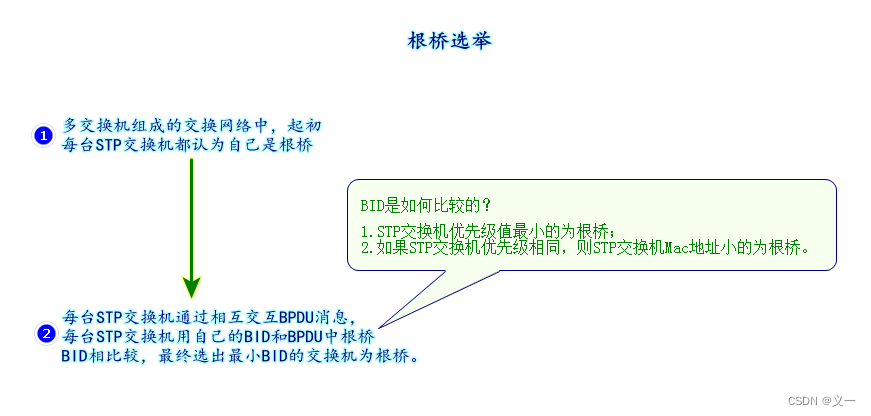 根桥选举
1
多交换机组成的交换网络中，起初
每台STP交换机都认为自己是根桥
BID是如何比较的？
1.STP交换机优先级值最小的为根桥；
2.如果STP交换机优先级相同，则STP交换机Mac地址小的为根桥。
2
每台STP交换机通过相互交互BPDU消息，
每台STP交换机用自己的BID和BPDU中根桥
BID相比较，最终选出最小BID的交换机为根桥。
CSDN @义一